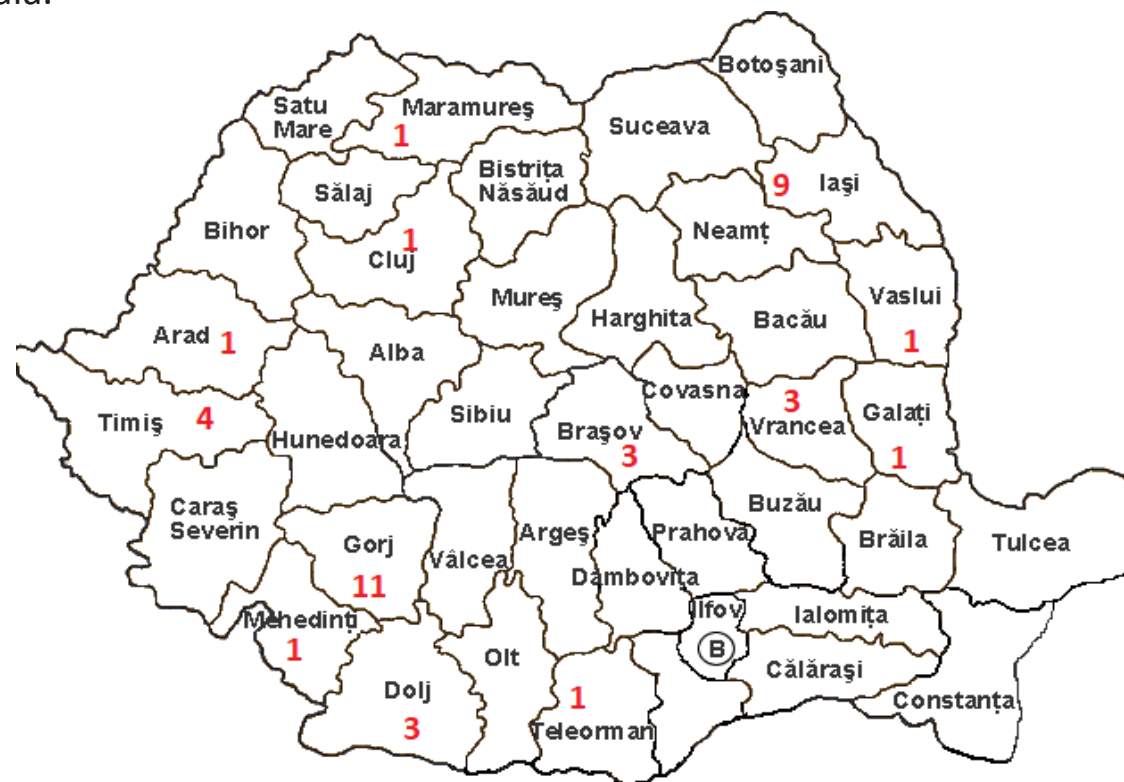 Botoşani
Satu
Mare
Maramureş
1
Suceava
Bistriţa
Năsăud
9
Iaşi
Sălaj
Neamţ
Bihor
1
Cluj
Mureş
Vaslui
1
Harghita
Bacău
Arad 1
Alba
Covasna
3
Vrancea
Galaţi
1
Timiş 4
Sibiu
Braşov
3
Hunedoara
Caraş
Severin
Gorj
11
Vâlcea
Argeş
Prahova
Buzău
Brăila
Tulcea
Dâmboviţa
Mehedinţi
1
Ilfov
B
Ialomiţa
Olt
Călăraşi
Dolj
3
1
Teleorman
Constanţa